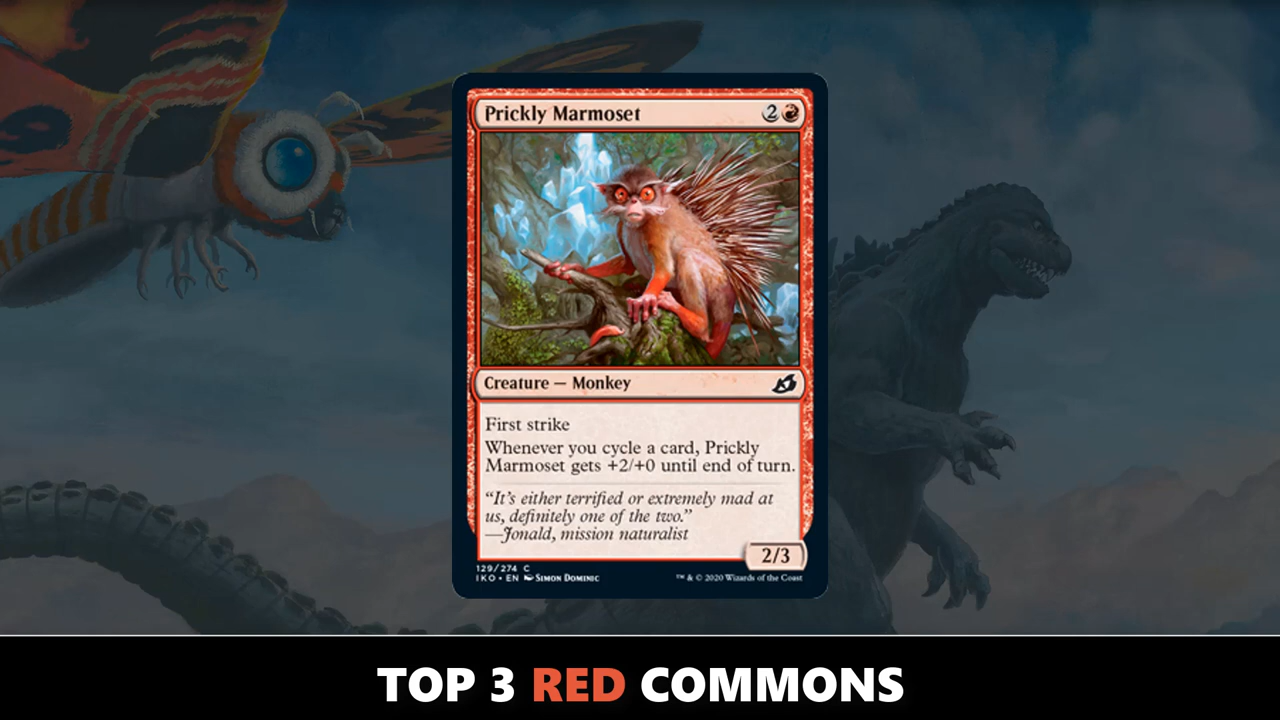 Prickly Marmoset 2
Creature — Monkey
First strike
Whenever you cycle a card, Prickly
Marmoset gets +2/+0 until end of turn.
“It’s either terrified or extremely mad at
us, definitely one of the two.”
—Jonald, mission naturalist
2/3
129/274 C
IKO • EN Simon Dominic
™ & © 2020 Wizards of the Coast
TOP 3 RED COMMONS